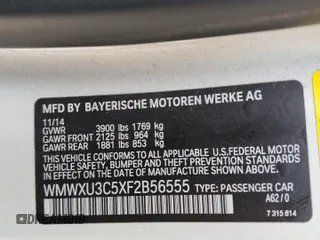 MFD BY BAYERISCHE MOTOREN WERKE AG
11/14
GVWR 3900 lbs 1769 kg
GAWR FRONT 2125 lbs 964 kg
GAWR REAR 1881 lbs 853 kg
THIS VEHICLE CONFORMS TO ALL APPLICABLE U.S. FEDERAL MOTOR
VEHICLE SAFETY, BUMPER, AND THEFT PREVENTION STANDARDS IN
EFFECT ON THE DATE OF MANUFACTURE SHOWN ABOVE.
WMWXU3C5XF2B56555 TYPE: PASSENGER CAR
A62/0
7 315 814